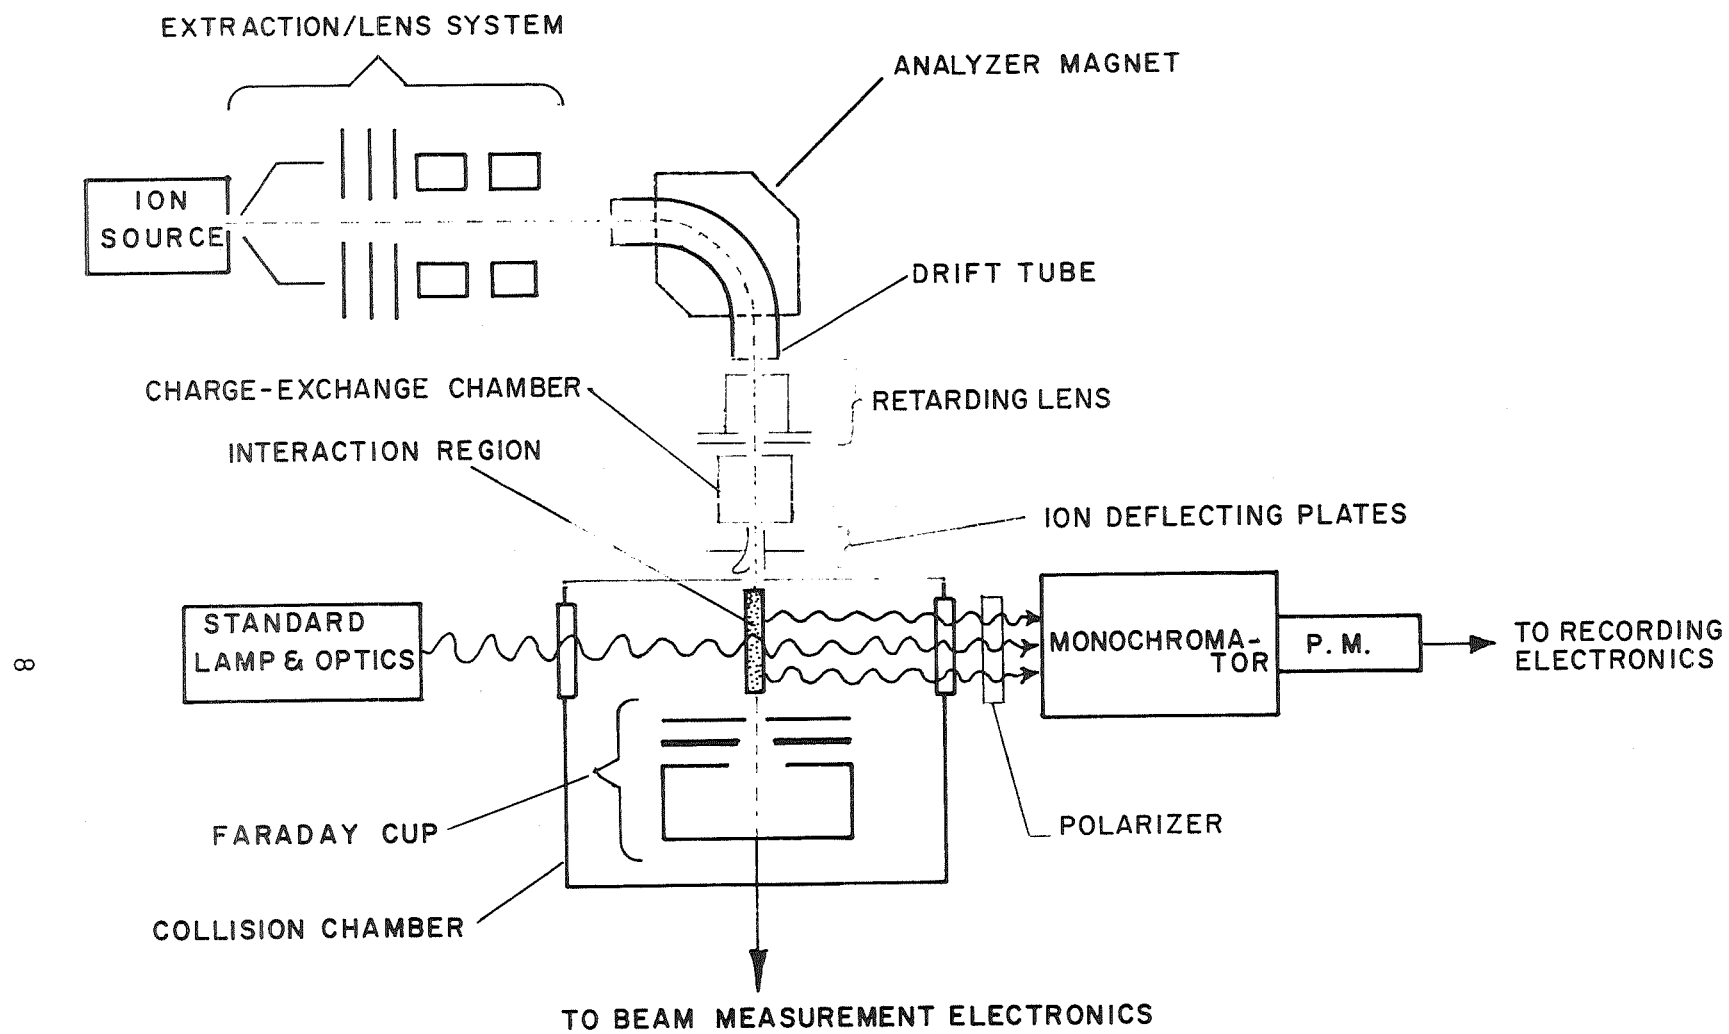 EXTRACTION/LENS SYSTEM
ANALYZER MAGNET
ION
SOURCE
DRIFT TUBE
CHARGE-EXCHANGE CHAMBER
RETARDING LENS
INTERACTION REGION
ION DEFLECTING PLATES
STANDARD
LAMP & OPTICS
MONOCHROMA-
TOR
P. M.
TO RECORDING
ELECTRONICS
8
FARADAY CUP
POLARIZER
COLLISION CHAMBER
TO BEAM MEASUREMENT ELECTRONICS